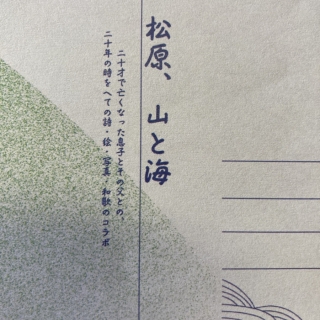 松原、山と海
二十才で亡くなった息子とその父との、
二十年の時をへての詩・絵・写真・和歌のコラボ